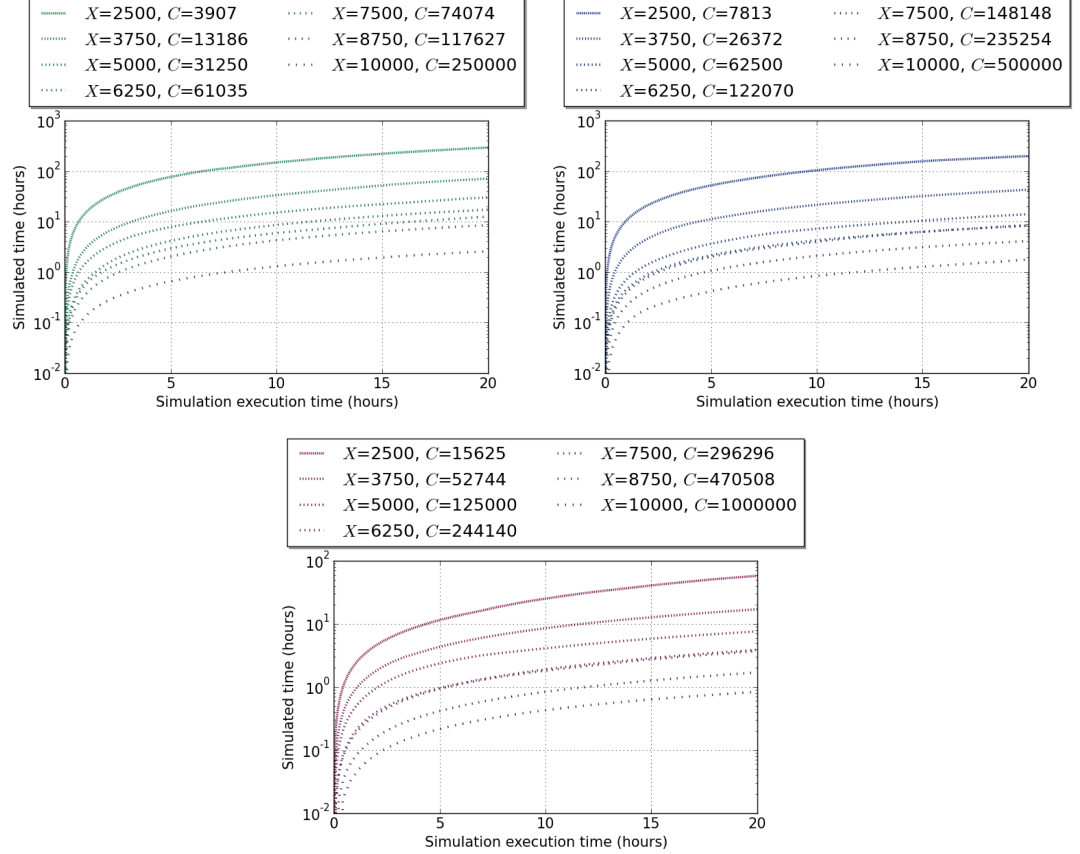 X=2500, C=3907
X=3750, C=13186
X=5000, C=31250
X=6250, C=61035
X=7500, C=74074
X=8750, C=117627
X=10000, C=250000
10^3
10^2
10^1
10^0
10^-1
10^-2
Simulated time (hours)
0 5 10 15 20
Simulation execution time (hours)
X=2500, C=7813
X=3750, C=26372
X=5000, C=62500
X=6250, C=122070
X=7500, C=148148
X=8750, C=235254
X=10000, C=500000
10^3
10^2
10^1
10^0
10^-1
10^-2
Simulated time (hours)
0 5 10 15 20
Simulation execution time (hours)
X=2500, C=15625
X=3750, C=52744
X=5000, C=125000
X=6250, C=244140
X=7500, C=296296
X=8750, C=470508
X=10000, C=1000000
10^2
10^1
10^0
10^-1
10^-2
Simulated time (hours)
0 5 10 15 20
Simulation execution time (hours)